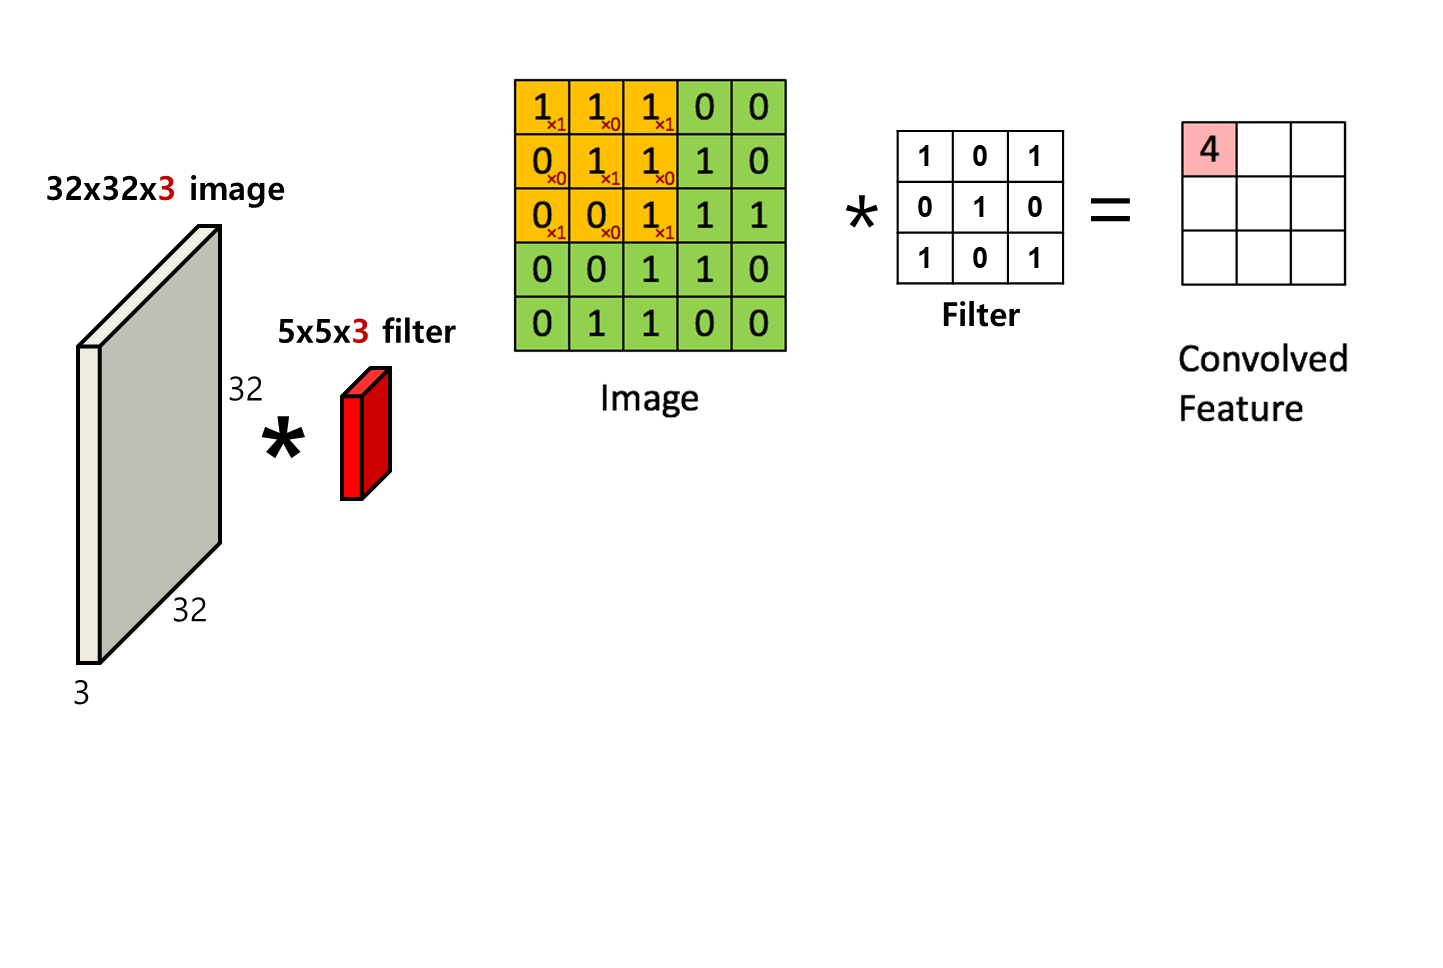 32x32x3 image
32
32
3
*
5x5x3 filter
1×1 1×0 1×1 0 0
0×0 1×1 1×0 1 0
0×1 0×0 1×1 1 1
0 0 1 1 0
0 1 1 0 0
Image
*
1 0 1
0 1 0
1 0 1
Filter
=
4
Convolved
Feature